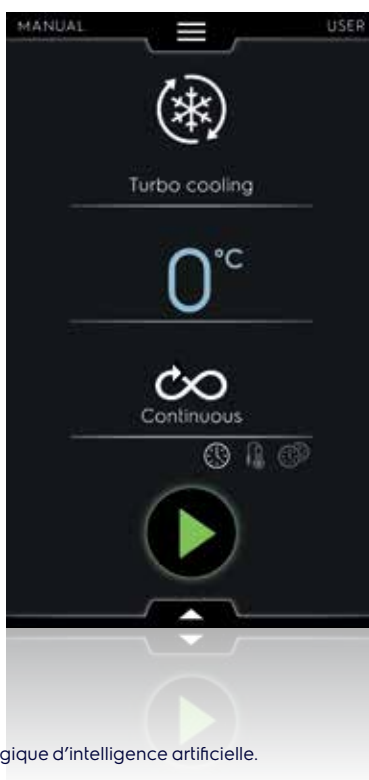 MANUAL USER
Turbo cooling
0°C
Continuous
gique d'intelligence artificielle.